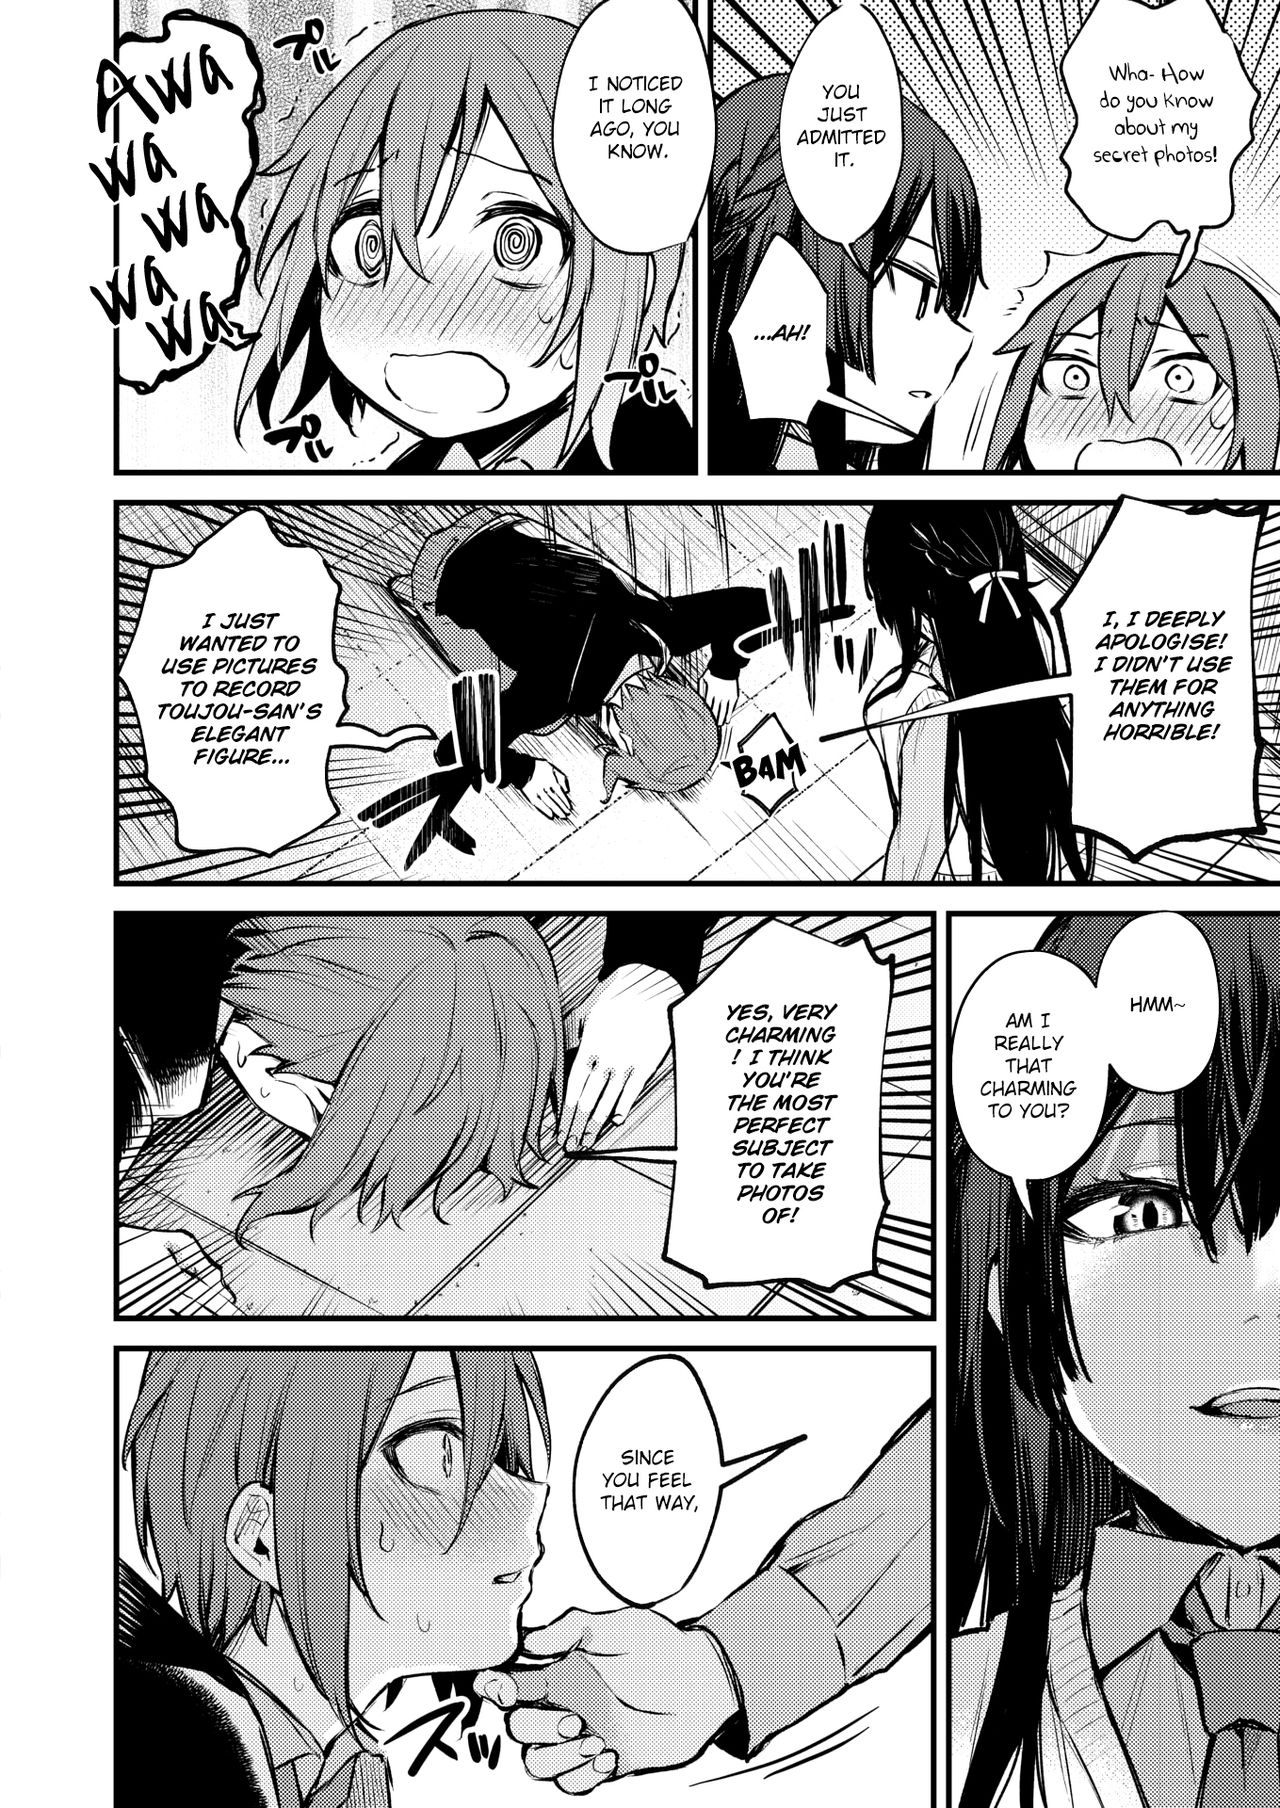 Wha- How
do you know
about my
secret photos!
YOU
JUST
ADMITTED
IT.
...AH!
I NOTICED
IT LONG
AGO, YOU
KNOW.
プル
プル
プル
AWA
WA
WA
WA
WA
I, I DEEPLY
APOLOGISE!
I DIDN'T USE
THEM FOR
ANYTHING
HORRIBLE!
BAM
I JUST
WANTED TO
USE PICTURES
TO RECORD
TOUJOU-SAN'S
ELEGANT
FIGURE...
HMM~
AM I
REALLY
THAT
CHARMING
TO YOU?
YES, VERY
CHARMING
! I THINK
YOU'RE
THE MOST
PERFECT
SUBJECT
TO TAKE
PHOTOS
OF!
SINCE
YOU FEEL
THAT WAY,